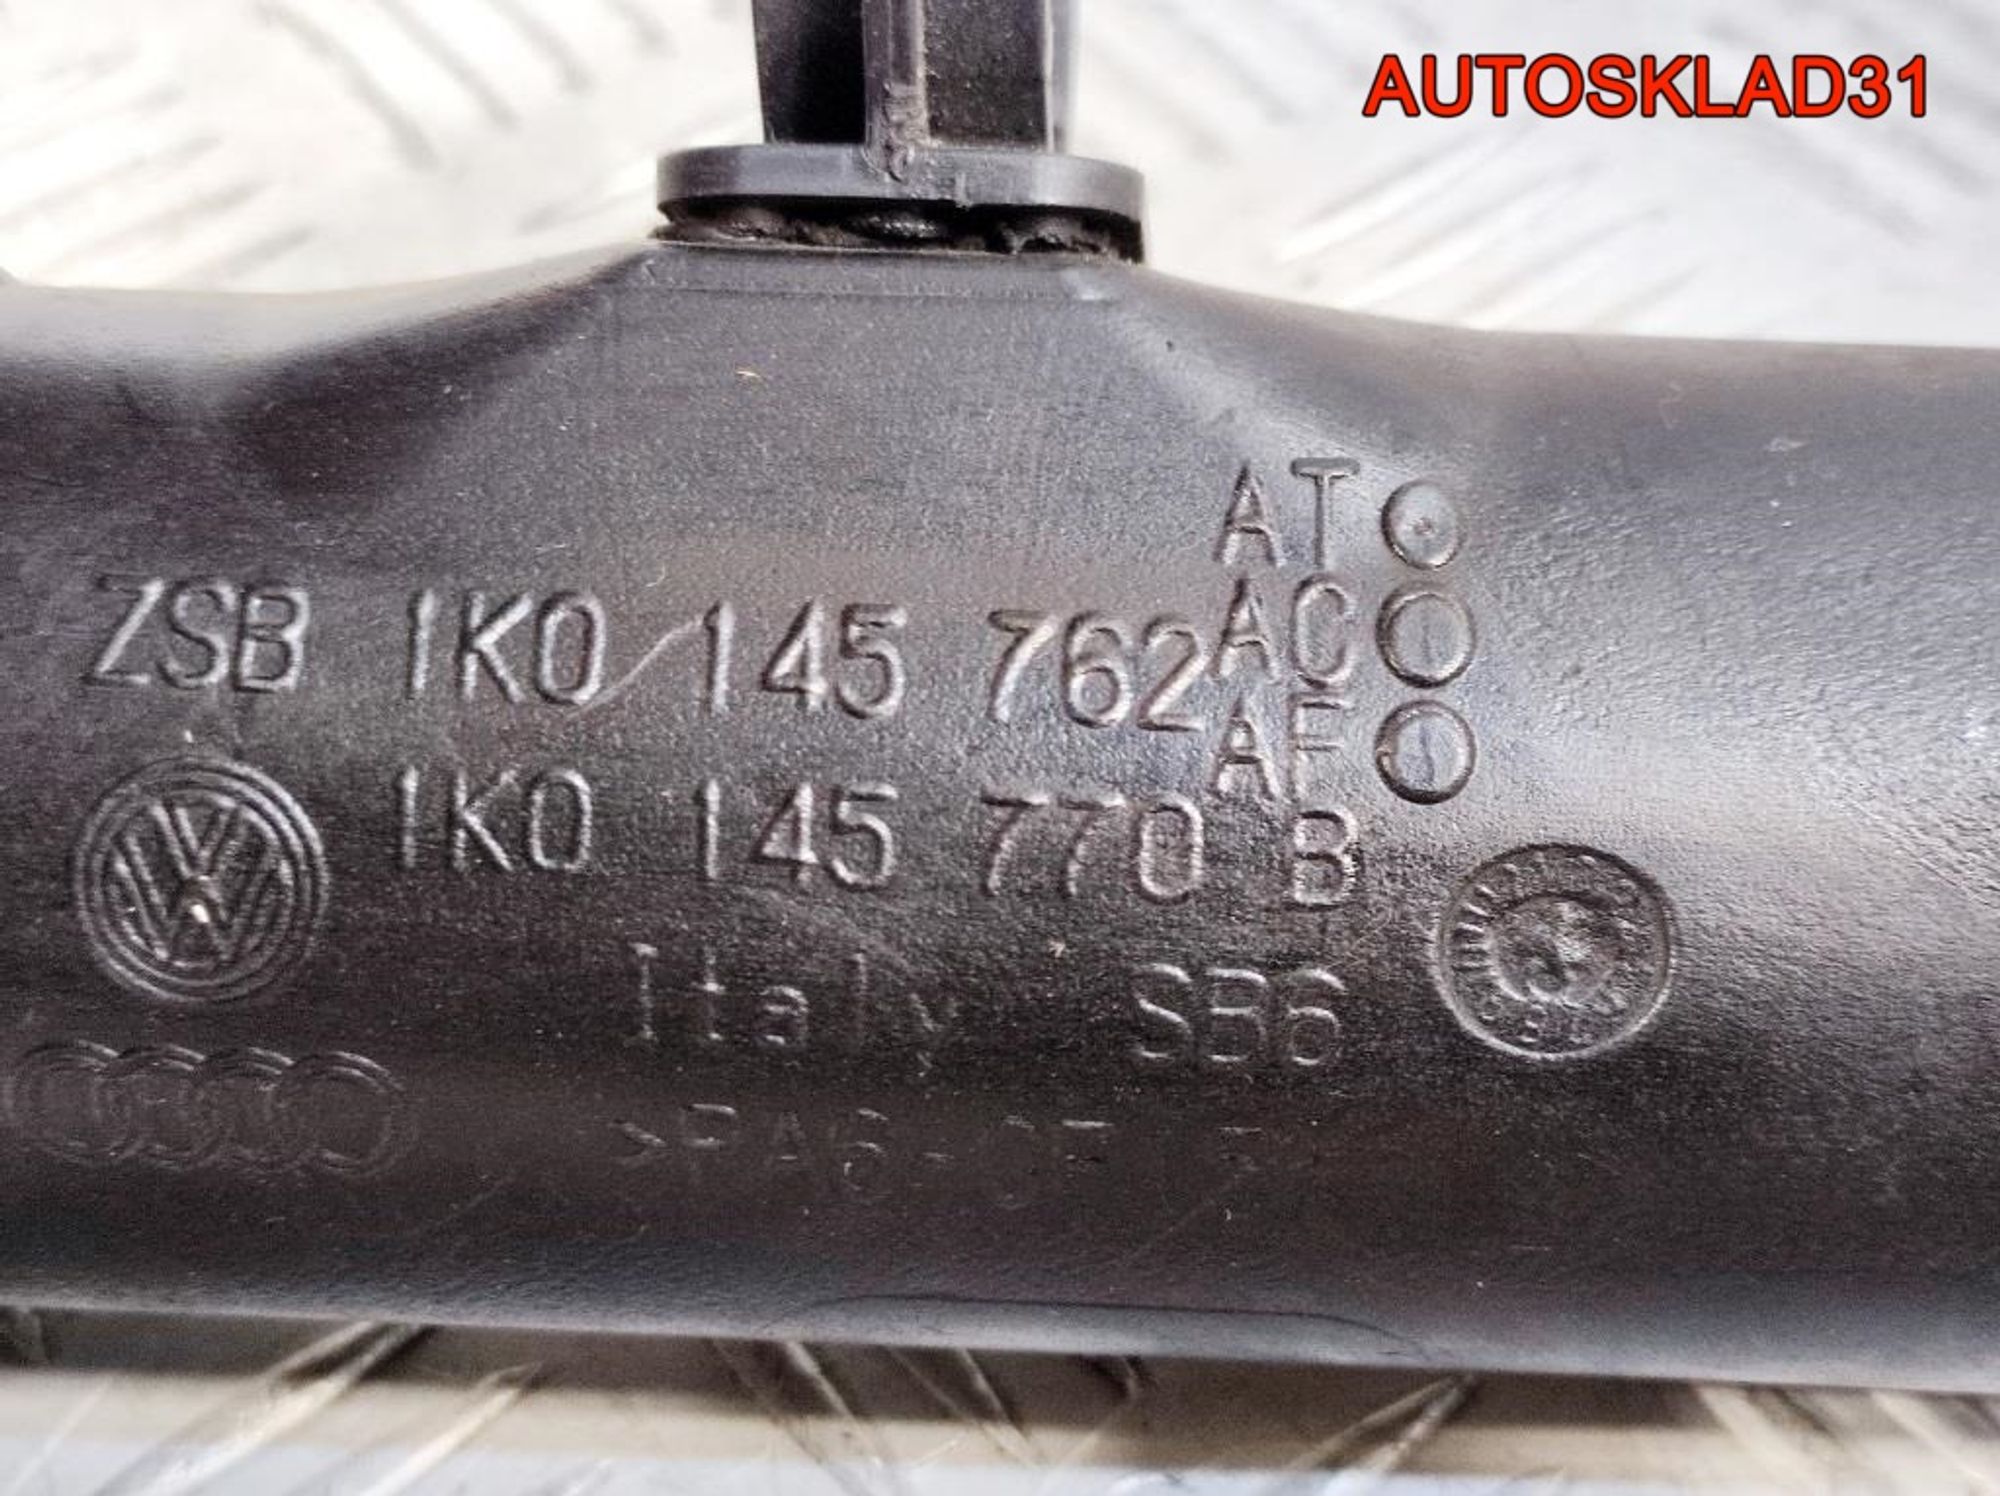 AUTOSKLAD31
AT
ZSB 1K0 145 762 AC
AF
1K0 145 770 B
Italy SB6